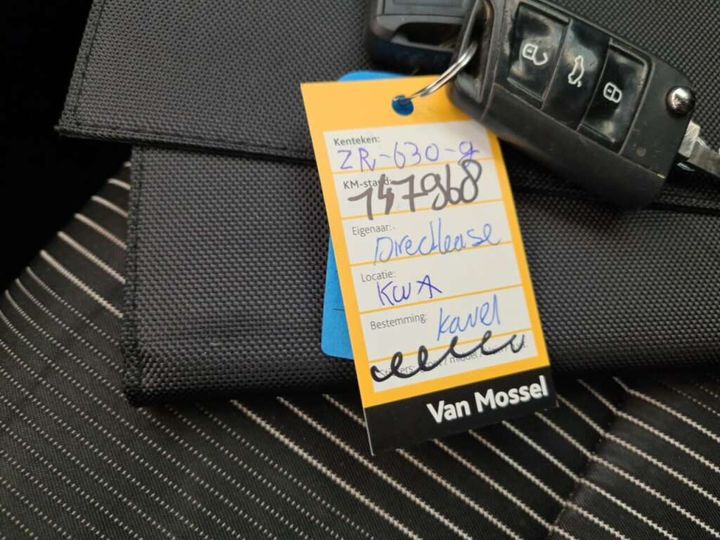 Kenteken:
ZR-630-g
KM-stand:
147968
Eigenaar:
Directlease
Locatie:
KWA
Bestemming:
Kavel
Van Mossel